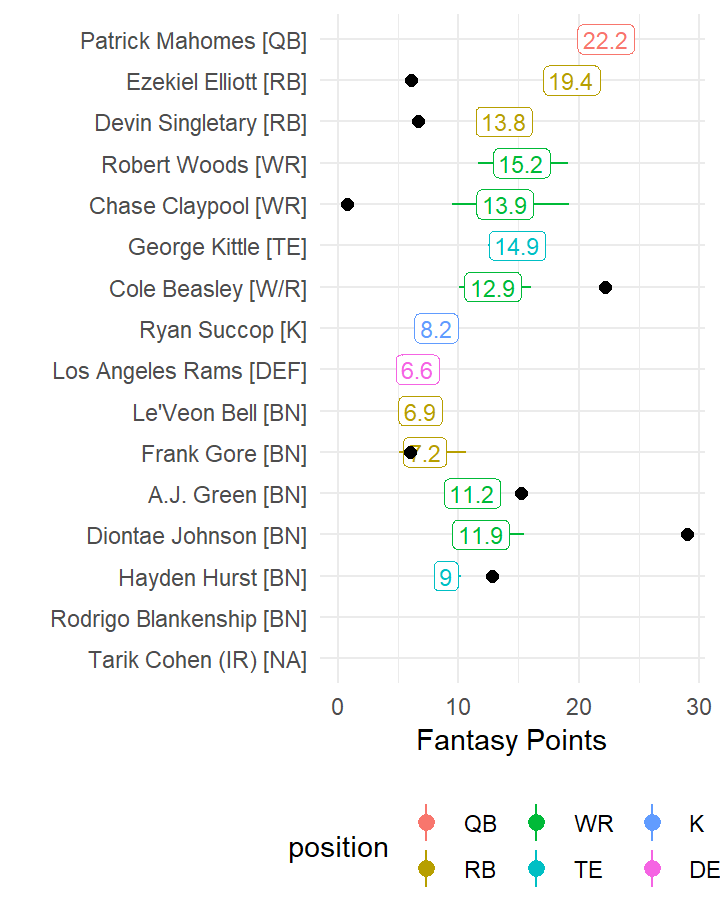 Patrick Mahomes [QB] 22.2
Ezekiel Elliott [RB] 19.4
Devin Singletary [RB] 13.8
Robert Woods [WR] 15.2
Chase Claypool [WR] 13.9
George Kittle [TE] 14.9
Cole Beasley [W/R] 12.9
Ryan Succop [K] 8.2
Los Angeles Rams [DEF] 6.6
Le'Veon Bell [BN] 6.9
Frank Gore [BN] 7.2
A.J. Green [BN] 11.2
Diontae Johnson [BN] 11.9
Hayden Hurst [BN] 9
Rodrigo Blankenship [BN]
Tarik Cohen (IR) [NA]
0 10 20 30
Fantasy Points
position
QB WR K
RB TE DE